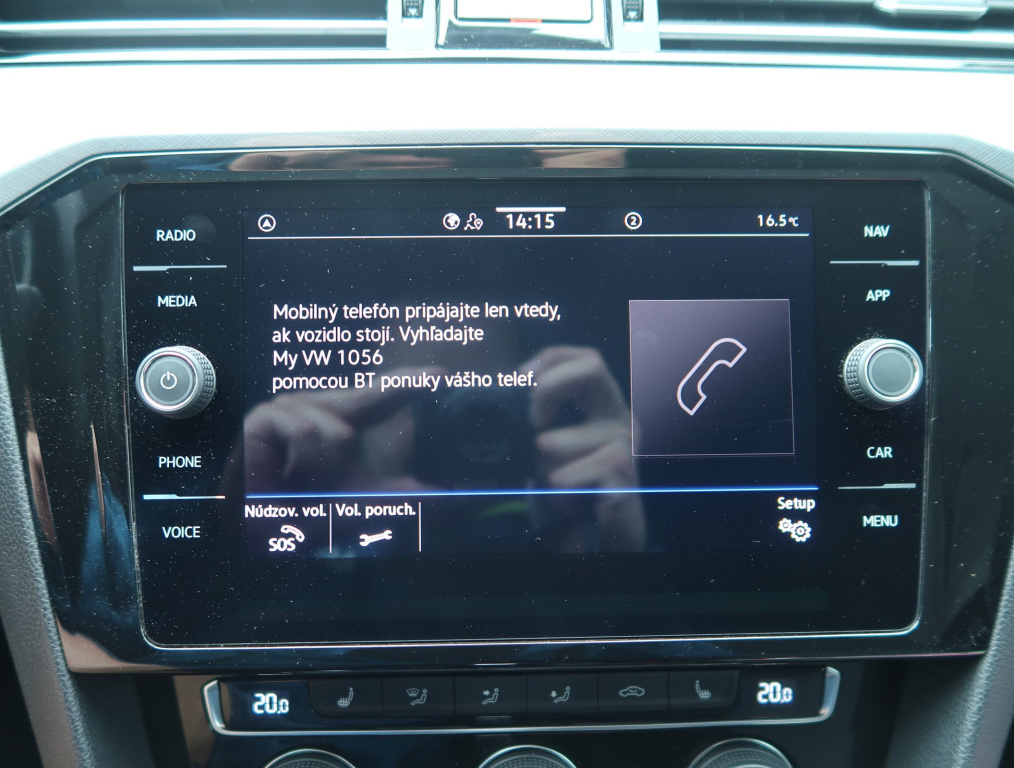 RADIO
MEDIA
PHONE
VOICE
14:15
2
16.5°C
Mobilný telefón pripájajte len vtedy,
ak vozidlo stojí. Vyhľadajte
My VW 1056
pomocou BT ponuky vášho telef.
Núdzov. vol.
SOS
Vol. poruch.
Setup
NAV
APP
CAR
MENU
20.0
20.0